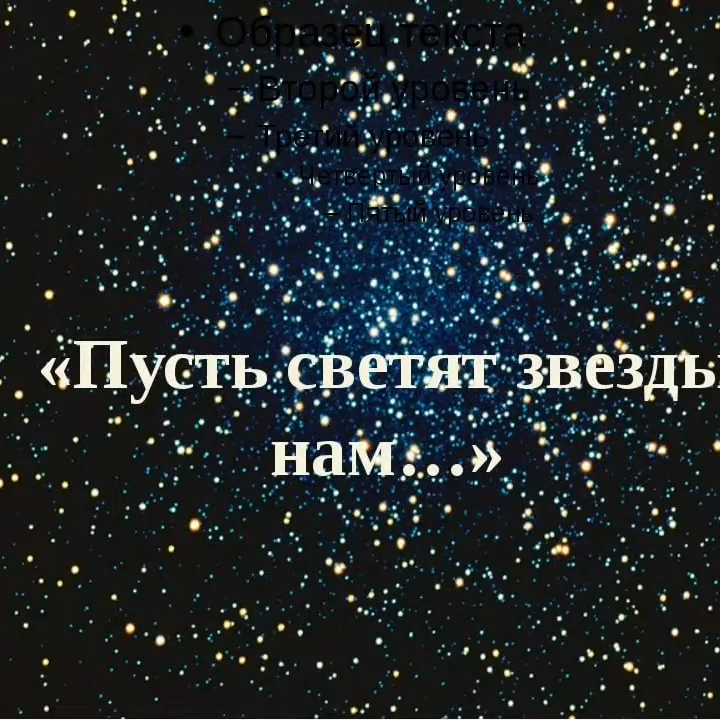 • Образец текста
– Второй уровень
– Третий уровень
• Четвертый уровень
– Пятый уровень
«Пусть светят звезды
нам…»